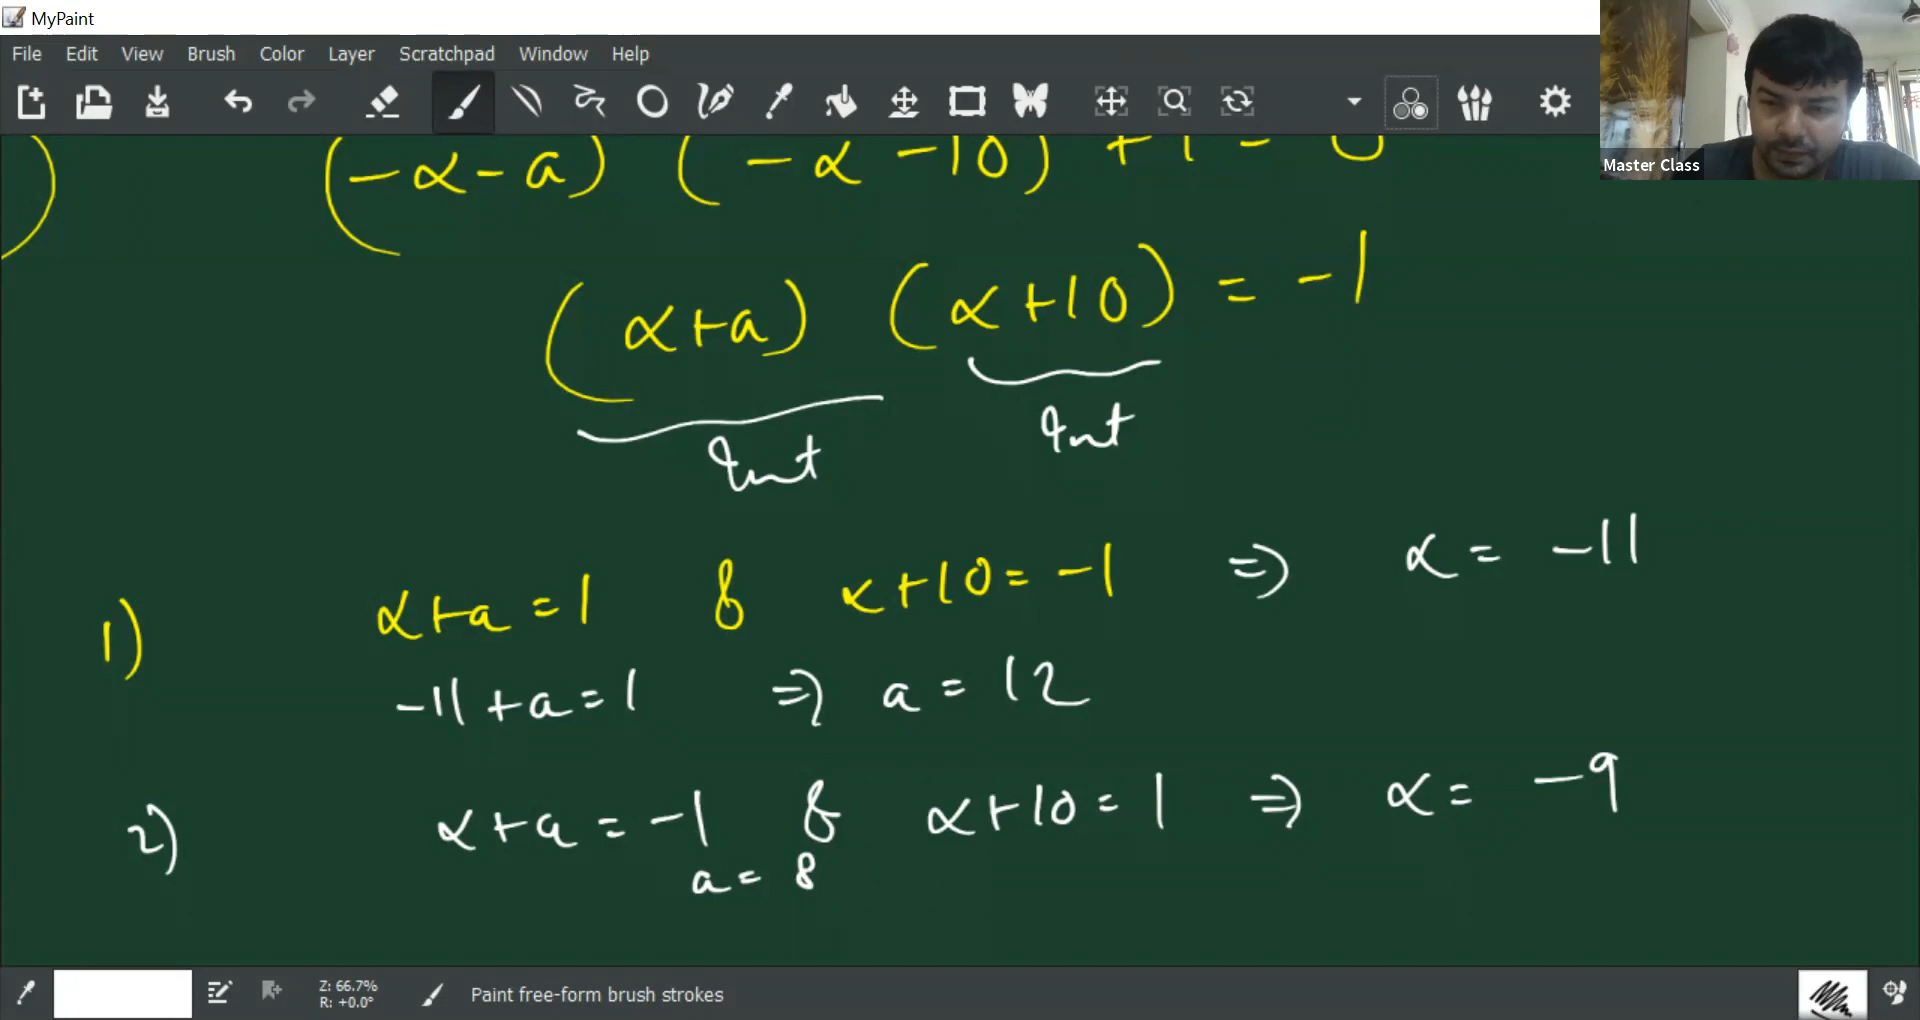 MyPaint
File Edit View Brush Color Layer Scratchpad Window Help
Master Class
(-α-a) (-α-10) +1 = 0
(α+a) (α+10) = -1
Int Int
1) α+a=1 & α+10=-1 ⇒ α = -11
-11+a=1 ⇒ a = 12
2) α+a = -1 & α+10 = 1 ⇒ α = -9
a = 8
Z: 66.7%
R: +0.0°
Paint free-form brush strokes